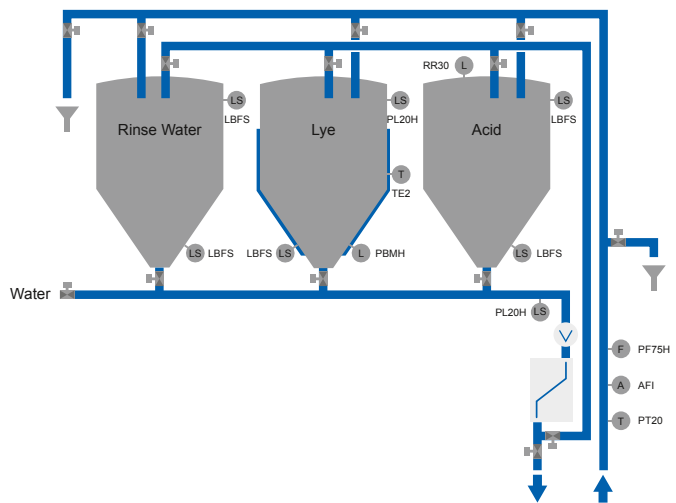 RR30 L
LS
LBFS
LS
PL20H
LS
LBFS
Rinse Water
Lye
Acid
T
TE2
LS LBFS
LBFS LS
L PBMH
LS LBFS
Water
PL20H LS
F PF75H
A AFI
T PT20